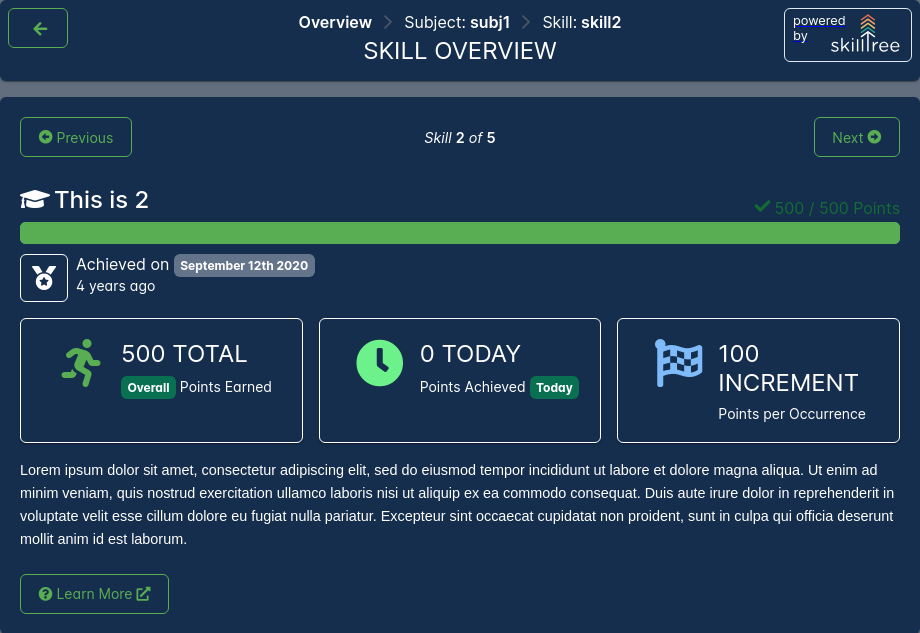 Overview > Subject: subj1 > Skill: skill2
powered by
skilltree
SKILL OVERVIEW
Previous
Skill 2 of 5
Next
This is 2
500 / 500 Points
Achieved on September 12th 2020
4 years ago
500 TOTAL
Overall Points Earned
0 TODAY
Points Achieved Today
100
INCREMENT
Points per Occurrence
Lorem ipsum dolor sit amet, consectetur adipiscing elit, sed do eiusmod tempor incididunt ut labore et dolore magna aliqua. Ut enim ad
minim veniam, quis nostrud exercitation ullamco laboris nisi ut aliquip ex ea commodo consequat. Duis aute irure dolor in reprehenderit in
voluptate velit esse cillum dolore eu fugiat nulla pariatur. Excepteur sint occaecat cupidatat non proident, sunt in culpa qui officia deserunt
mollit anim id est laborum.
Learn More